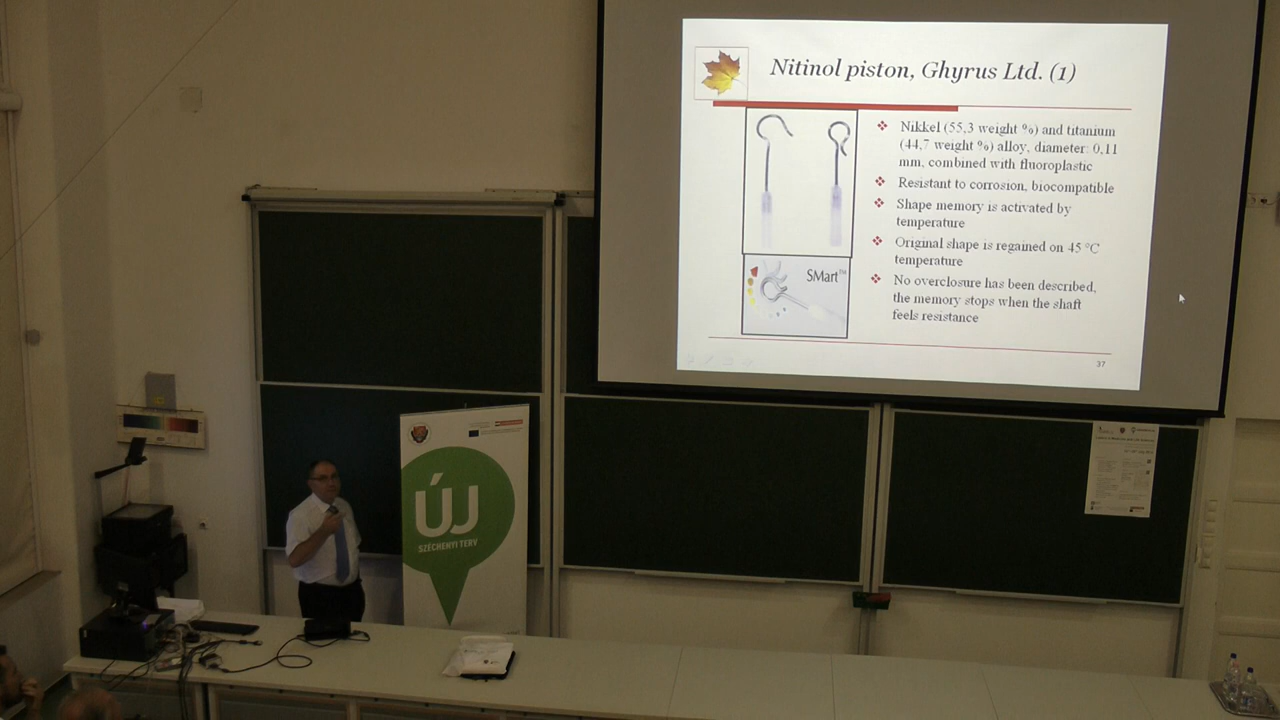 Nitinol piston, Ghyrus Ltd. (1)
Nikkel (55,3 weight %) and titanium
(44,7 weight %) alloy, diameter: 0,11
mm, combined with fluoroplastic
Resistant to corrosion, biocompatible
Shape memory is activated by
temperature
Original shape is regained on 45 °C
temperature
No overclosure has been described,
the memory stops when the shaft
feels resistance
SMart™
37
ÚJ
SZÉCHENYI TERV